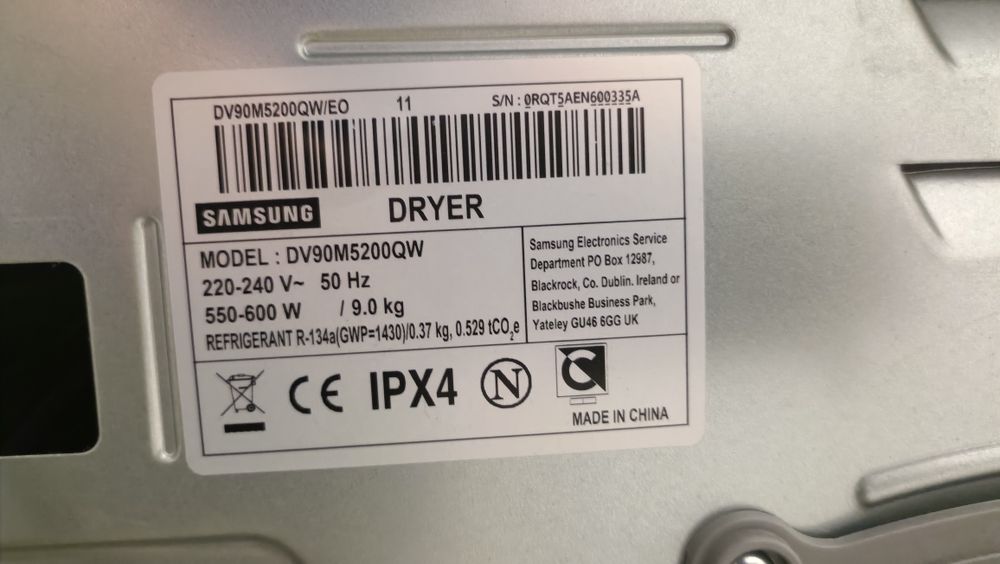 DV90M5200QW/EO 11 S/N : 0RQT5AEN600335A
SAMSUNG DRYER
MODEL : DV90M5200QW
220-240 V~ 50 Hz
550-600 W / 9.0 kg
REFRIGERANT R-134a(GWP=1430)/0.37 kg, 0.529 tCO₂e
Samsung Electronics Service
Department PO Box 12987,
Blackrock, Co. Dublin. Ireland or
Blackbushe Business Park,
Yateley GU46 6GG UK
CE IPX4 N C
MADE IN CHINA